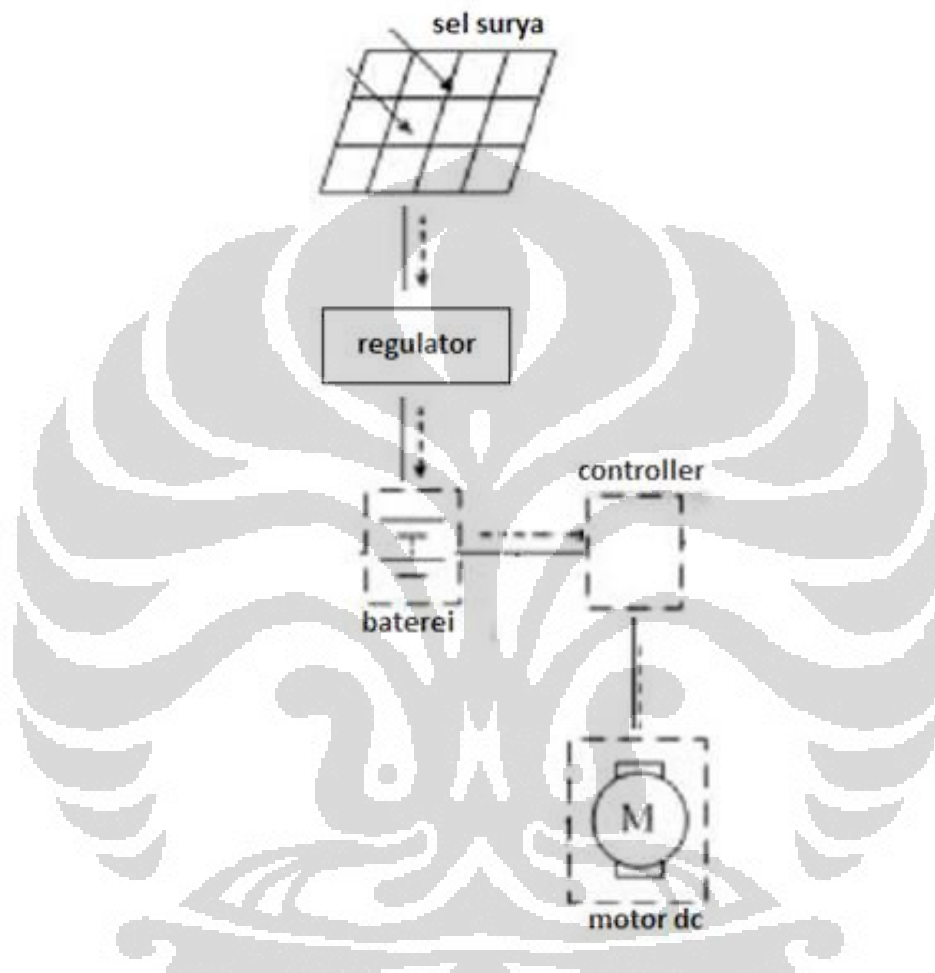 sel surya
regulator
controller
baterei
M
motor dc